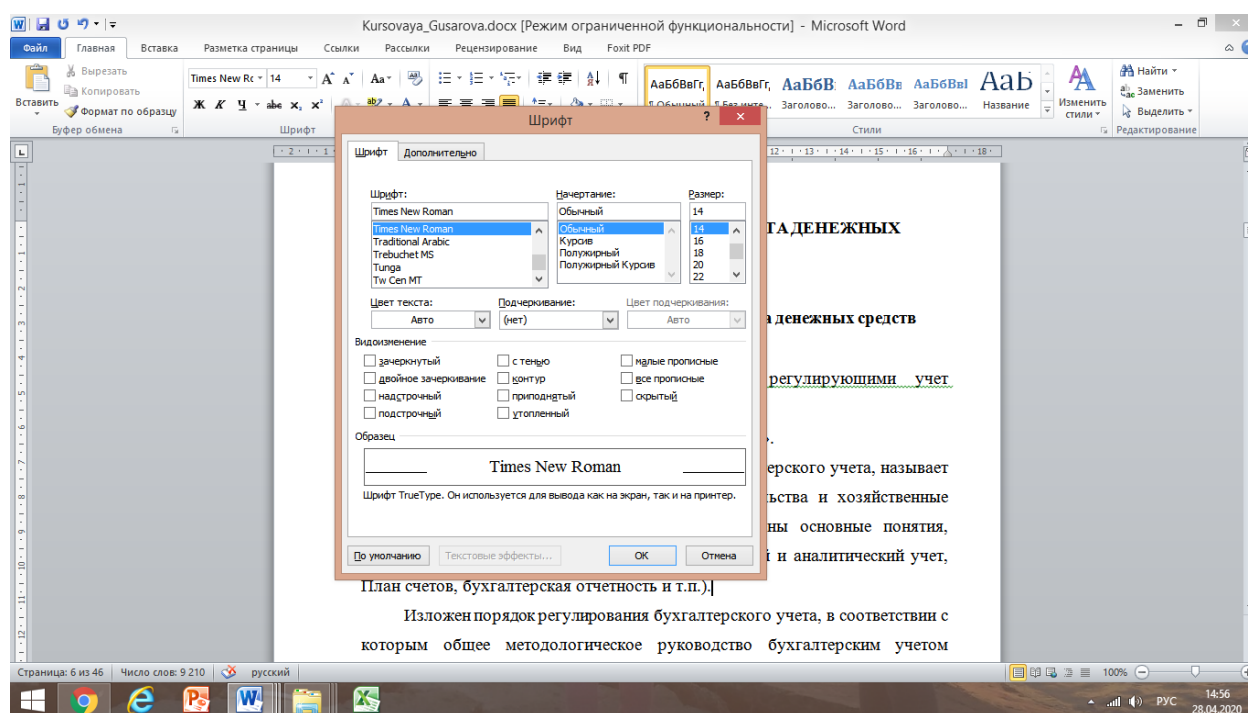 Kursovaya_Gusarova.docx [Режим ограниченной функциональности] - Microsoft Word
Файл Главная Вставка Разметка страницы Ссылки Рассылки Рецензирование Вид Foxit PDF
Вставить
Вырезать
Копировать
Формат по образцу
Буфер обмена
Times New Rc 14
Ж К Ч abc x₂ x²
Шрифт
АаБбВвГг, АаБбВвГг, АаБбВ АаБбВв АаБбВвІ АаЬ
Заголово... Заголово... Заголово... Название
Изменить стили
Стили
Найти
Заменить
Выделить
Редактирование
Шрифт
Шрифт Дополнительно
Шрифт: Начертание: Размер:
Times New Roman Обычный 14
Times New Roman Обычный 14
Traditional Arabic Курсив 16
Trebuchet MS Полужирный 18
Tunga Полужирный Курсив 20
Tw Cen MT 22
Цвет текста: Подчеркивание: Цвет подчеркивания:
Авто (нет) Авто
Видоизменение
зачеркнутый с тенью малые прописные
двойное зачеркивание контур все прописные
надстрочный приподнятый скрытый
подстрочный утопленный
Образец
Times New Roman
Шрифт TrueType. Он используется для вывода как на экран, так и на принтер.
По умолчанию Текстовые эффекты... ОК Отмена
ТА ДЕНЕЖНЫХ
а денежных средств
регулирующими учет
ерского учета, называет
ьства и хозяйственные
ны основные понятия,
й и аналитический учет,
План счетов, бухгалтерская отчетность и т.п.).
Изложен порядок регулирования бухгалтерского учета, в соответствии с
которым общее методологическое руководство бухгалтерским учетом
Страница: 6 из 46 Число слов: 9 210 русский 100%
РУС 14:56
28.04.2020